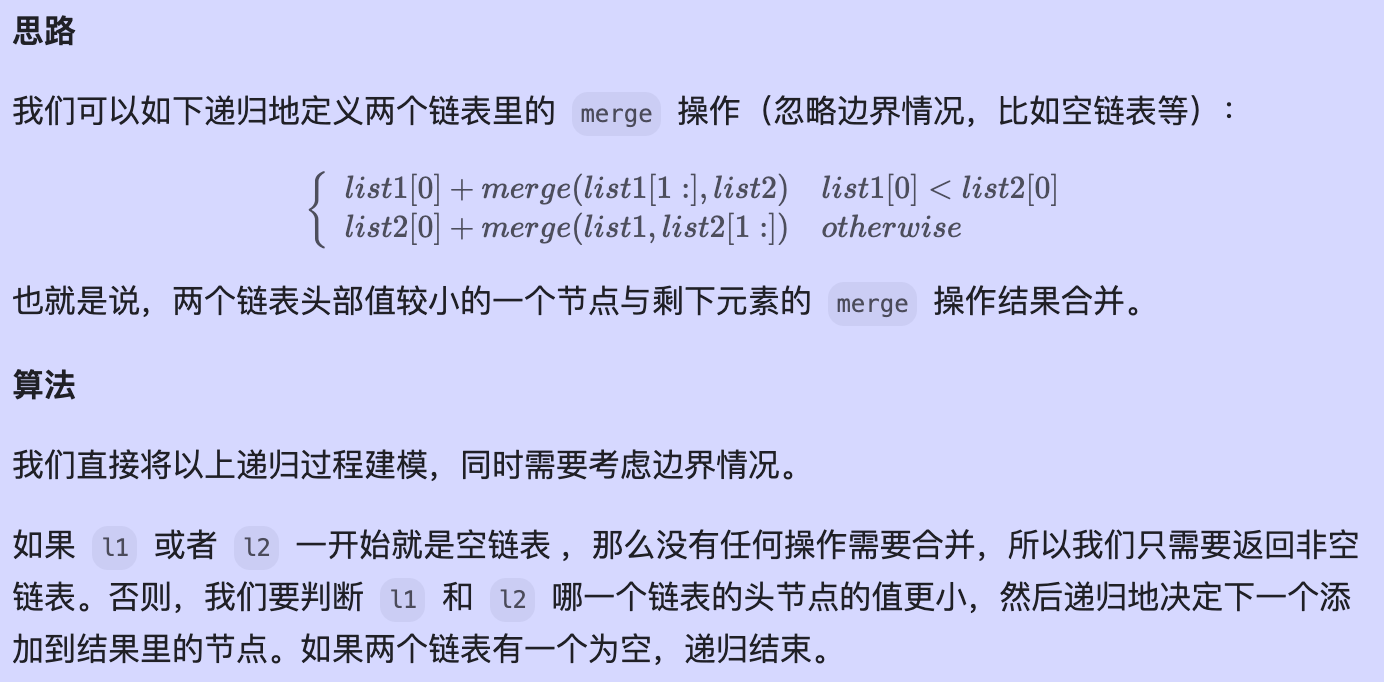 思路
我们可以如下递归地定义两个链表里的 merge 操作（忽略边界情况，比如空链表等）：
list1[0] + merge(list1[1 :], list2) list1[0] < list2[0]
list2[0] + merge(list1, list2[1 :]) otherwise
也就是说，两个链表头部值较小的一个节点与剩下元素的 merge 操作结果合并。
算法
我们直接将以上递归过程建模，同时需要考虑边界情况。
如果 l1 或者 l2 一开始就是空链表 ，那么没有任何操作需要合并，所以我们只需要返回非空
链表。否则，我们要判断 l1 和 l2 哪一个链表的头节点的值更小，然后递归地决定下一个添
加到结果里的节点。如果两个链表有一个为空，递归结束。